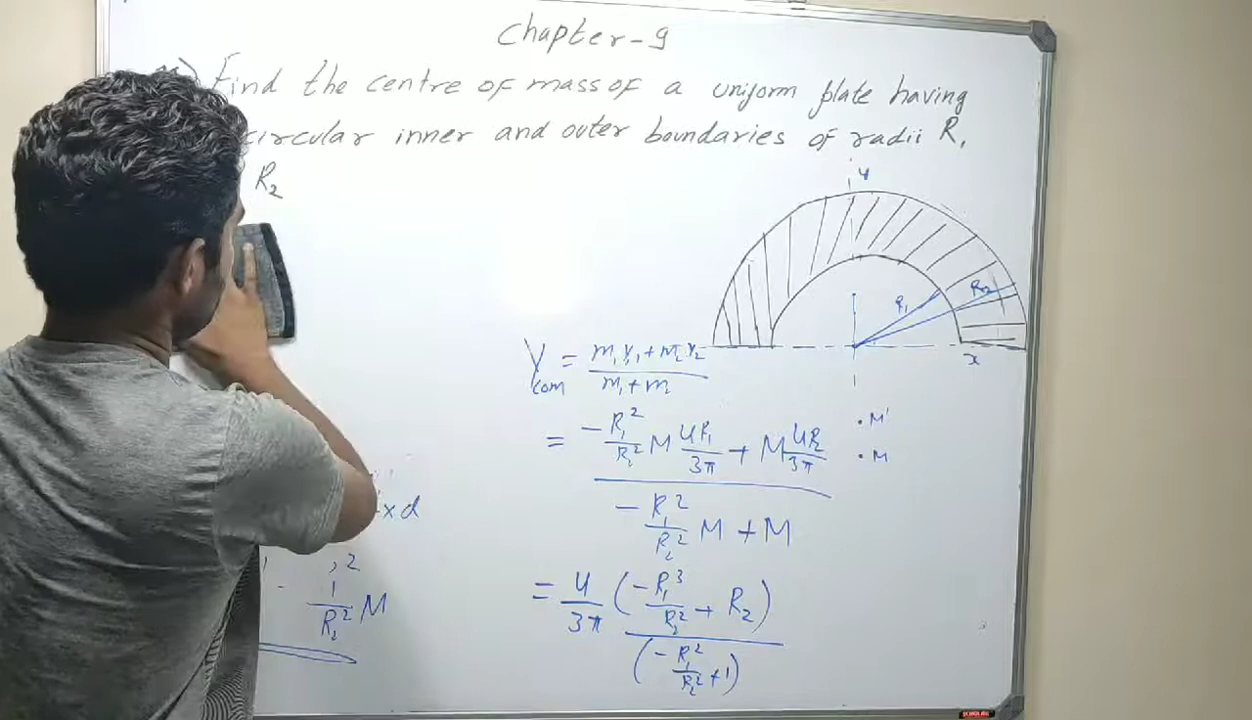 Chapter-9
Find the centre of mass of a uniform plate having
circular inner and outer boundaries of radii R₁
R₂
y
R₁
R₂
x
Y_com = (m₁Y₁ + m₂Y₂)/(m₁ + m₂)
= (-R₁²/R₂² M 4R₁/3π + M 4R₂/3π)/(-R₁²/R₂² M + M)
• M'
• M
= 4/3π (-R₁³/R₂² + R₂)/(-R₁²/R₂² + 1)
×d
M